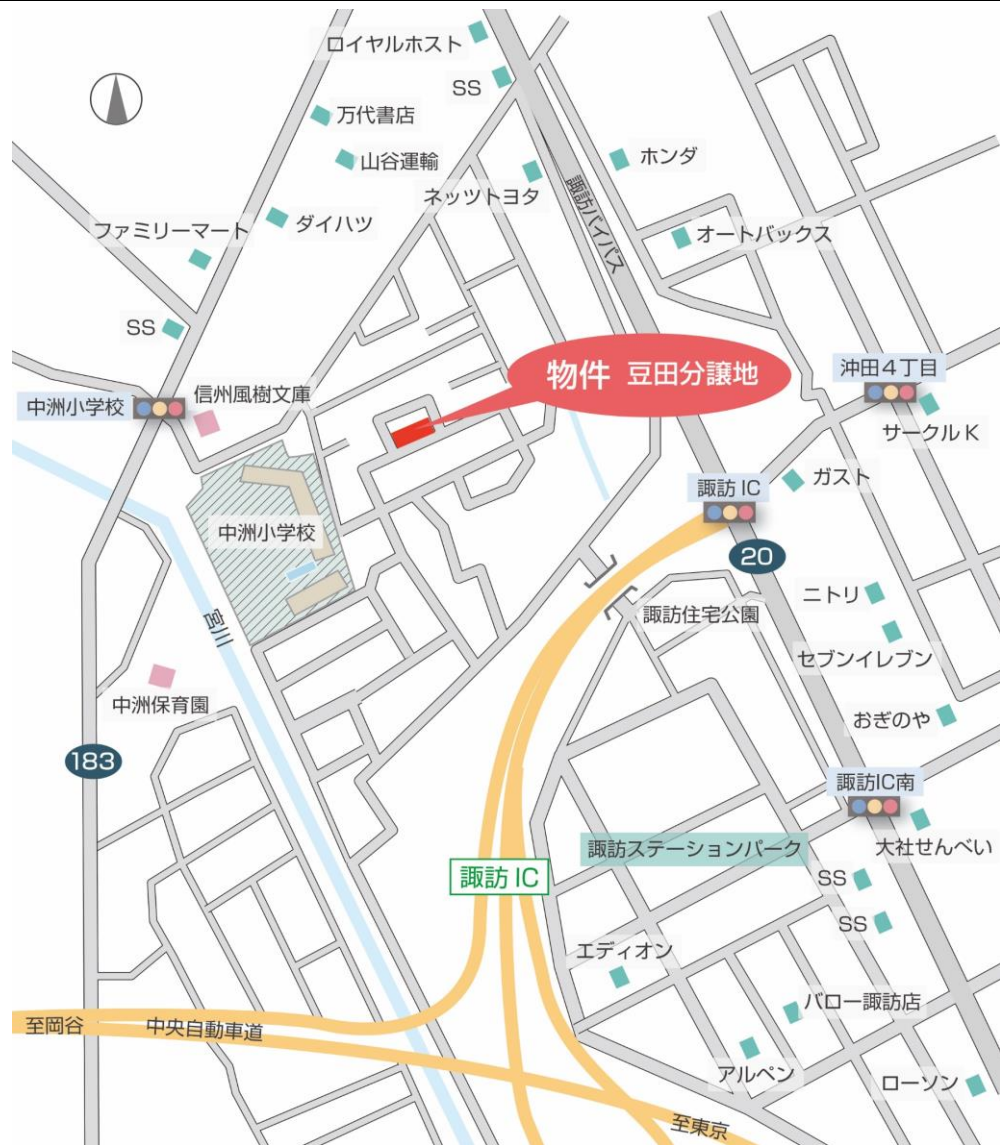 ロイヤルホスト
SS
万代書店
山谷運輸
ホンダ
ネッツトヨタ
諏訪バイパス
ファミリーマート
ダイハツ
オートバックス
SS
物件 豆田分譲地
沖田4丁目
信州風樹文庫
中洲小学校
サークルK
ガスト
諏訪 IC
中洲小学校
20
ニトリ
諏訪住宅公園
宮川
セブンイレブン
中洲保育園
おぎのや
183
諏訪IC南
諏訪ステーションパーク
大社せんべい
諏訪 IC
SS
SS
エディオン
バロー諏訪店
至岡谷
中央自動車道
アルペン
ローソン
至東京